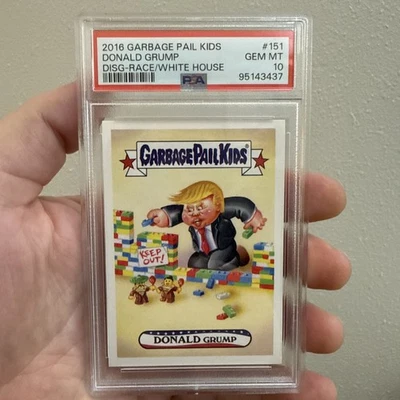 2016 GARBAGE PAIL KIDS #151
DONALD GRUMP GEM MT
DISG-RACE/WHITE HOUSE 10
PSA 95143437
GARBAGE PAIL KIDS
KEEP
OUT!
DONALD GRUMP